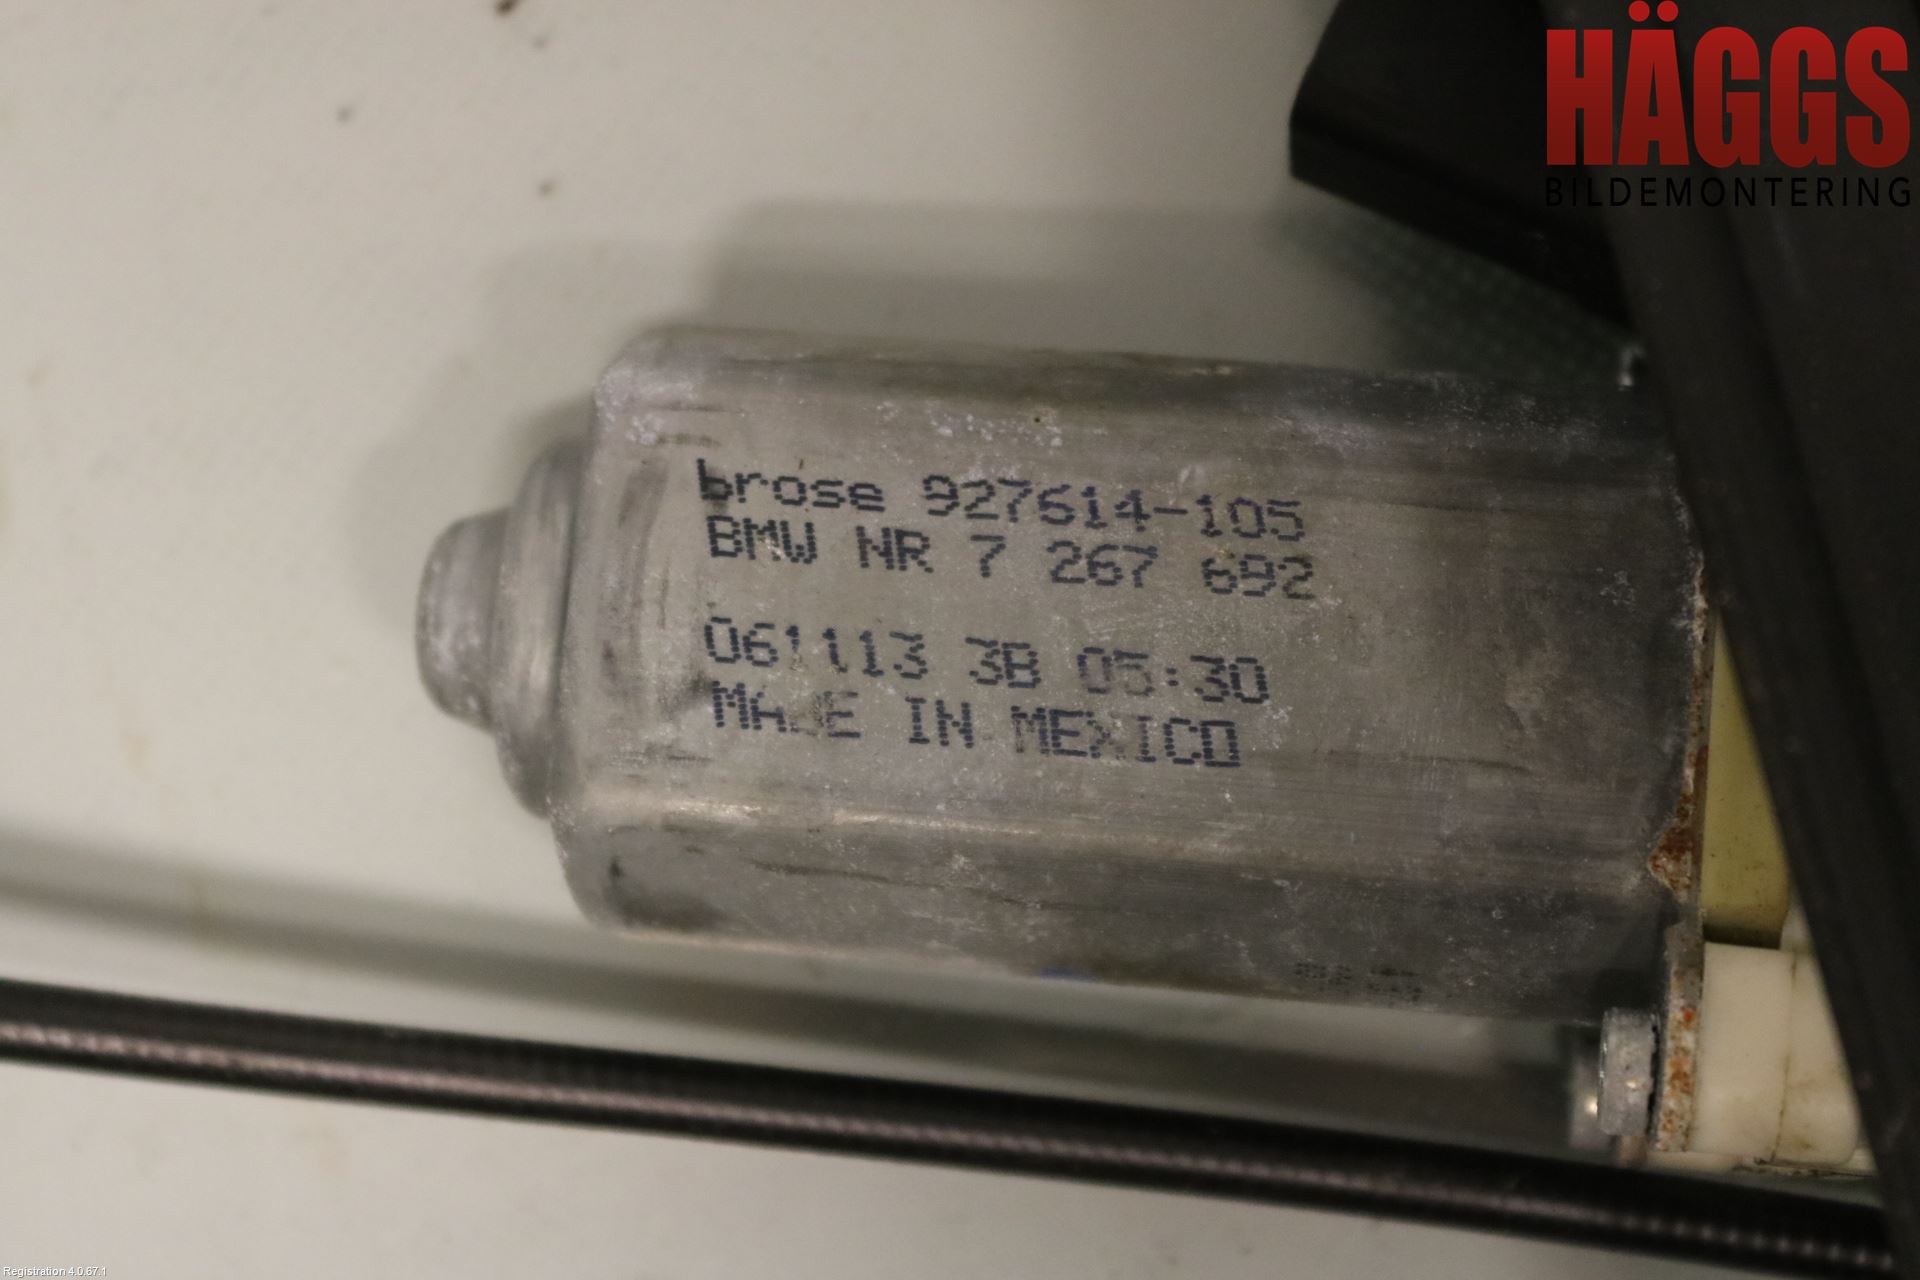 HÄGGS
BILDEMONTERING
brose 927614-105
BMW NR 7 267 692
061113 3B 05:30
MADE IN MEXICO
Registration 4.0.67.1